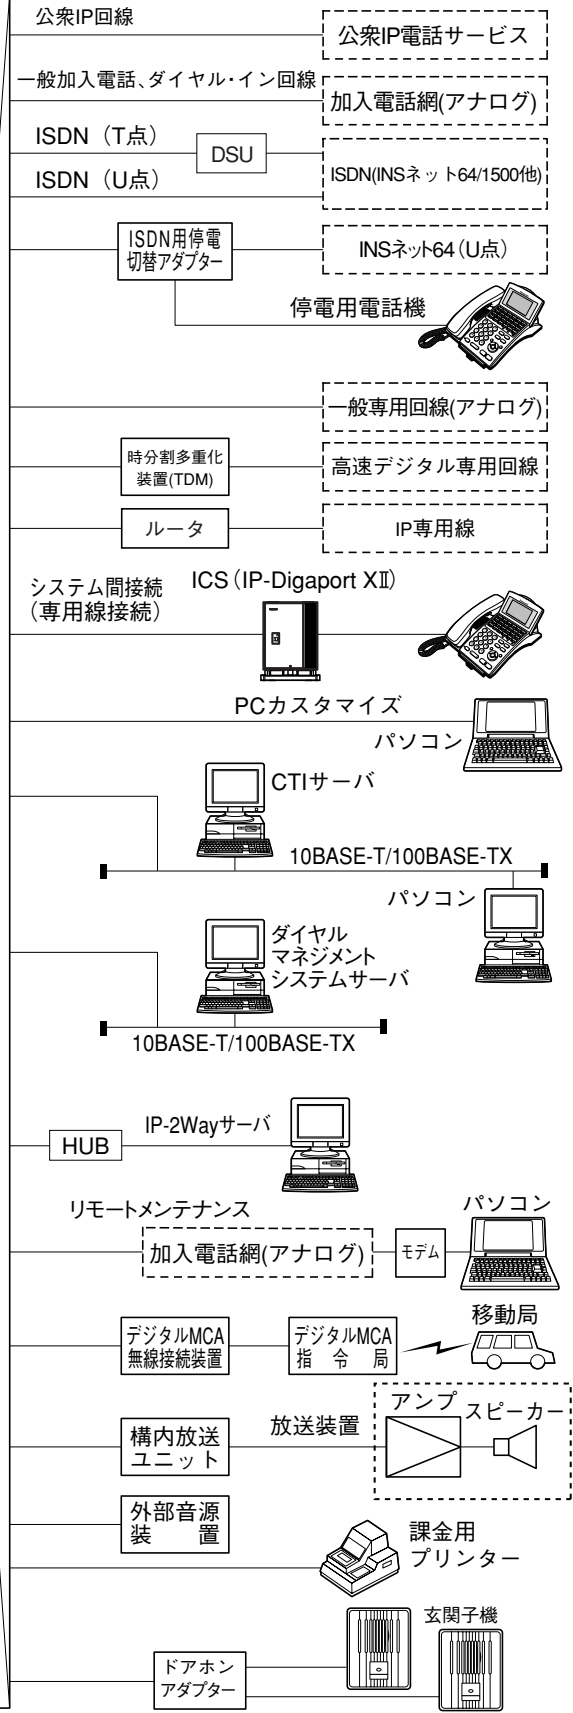 公衆IP回線
公衆IP電話サービス
一般加入電話、ダイヤル・イン回線
加入電話網(アナログ)
ISDN（T点）
DSU
ISDN（U点）
ISDN(INSネット64/1500他)
ISDN用停電
切替アダプター
INSネット64（U点）
停電用電話機
一般専用回線(アナログ)
時分割多重化
装置(TDM)
高速デジタル専用回線
ルータ
IP専用線
システム間接続
（専用線接続）
ICS（IP-Digaport XⅡ）
PCカスタマイズ
パソコン
CTIサーバ
10BASE-T/100BASE-TX
パソコン
ダイヤル
マネジメント
システムサーバ
10BASE-T/100BASE-TX
IP-2Wayサーバ
HUB
リモートメンテナンス
パソコン
加入電話網(アナログ)
モデム
移動局
デジタルMCA
無線接続装置
デジタルMCA
指令局
アンプ
スピーカー
放送装置
構内放送
ユニット
外部音源
装置
課金用
プリンター
玄関子機
ドアホン
アダプター